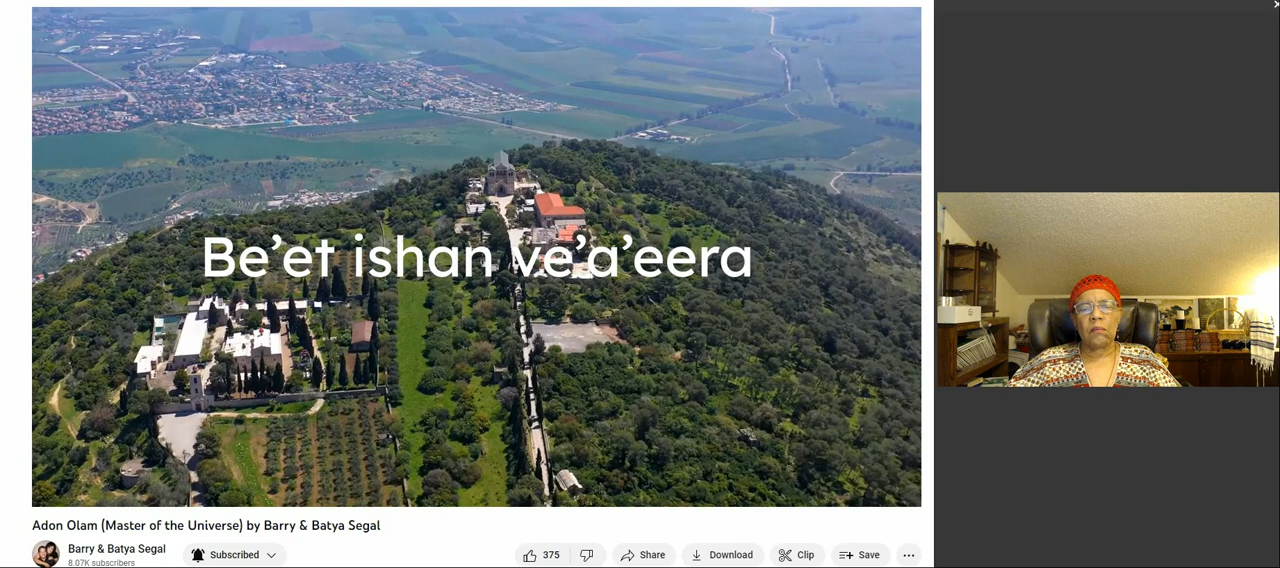 Be’et ishan ve’a’eera
Adon Olam (Master of the Universe) by Barry & Batya Segal
Barry & Batya Segal
8.07K subscribers
Subscribed
375
Share
Download
Clip
Save